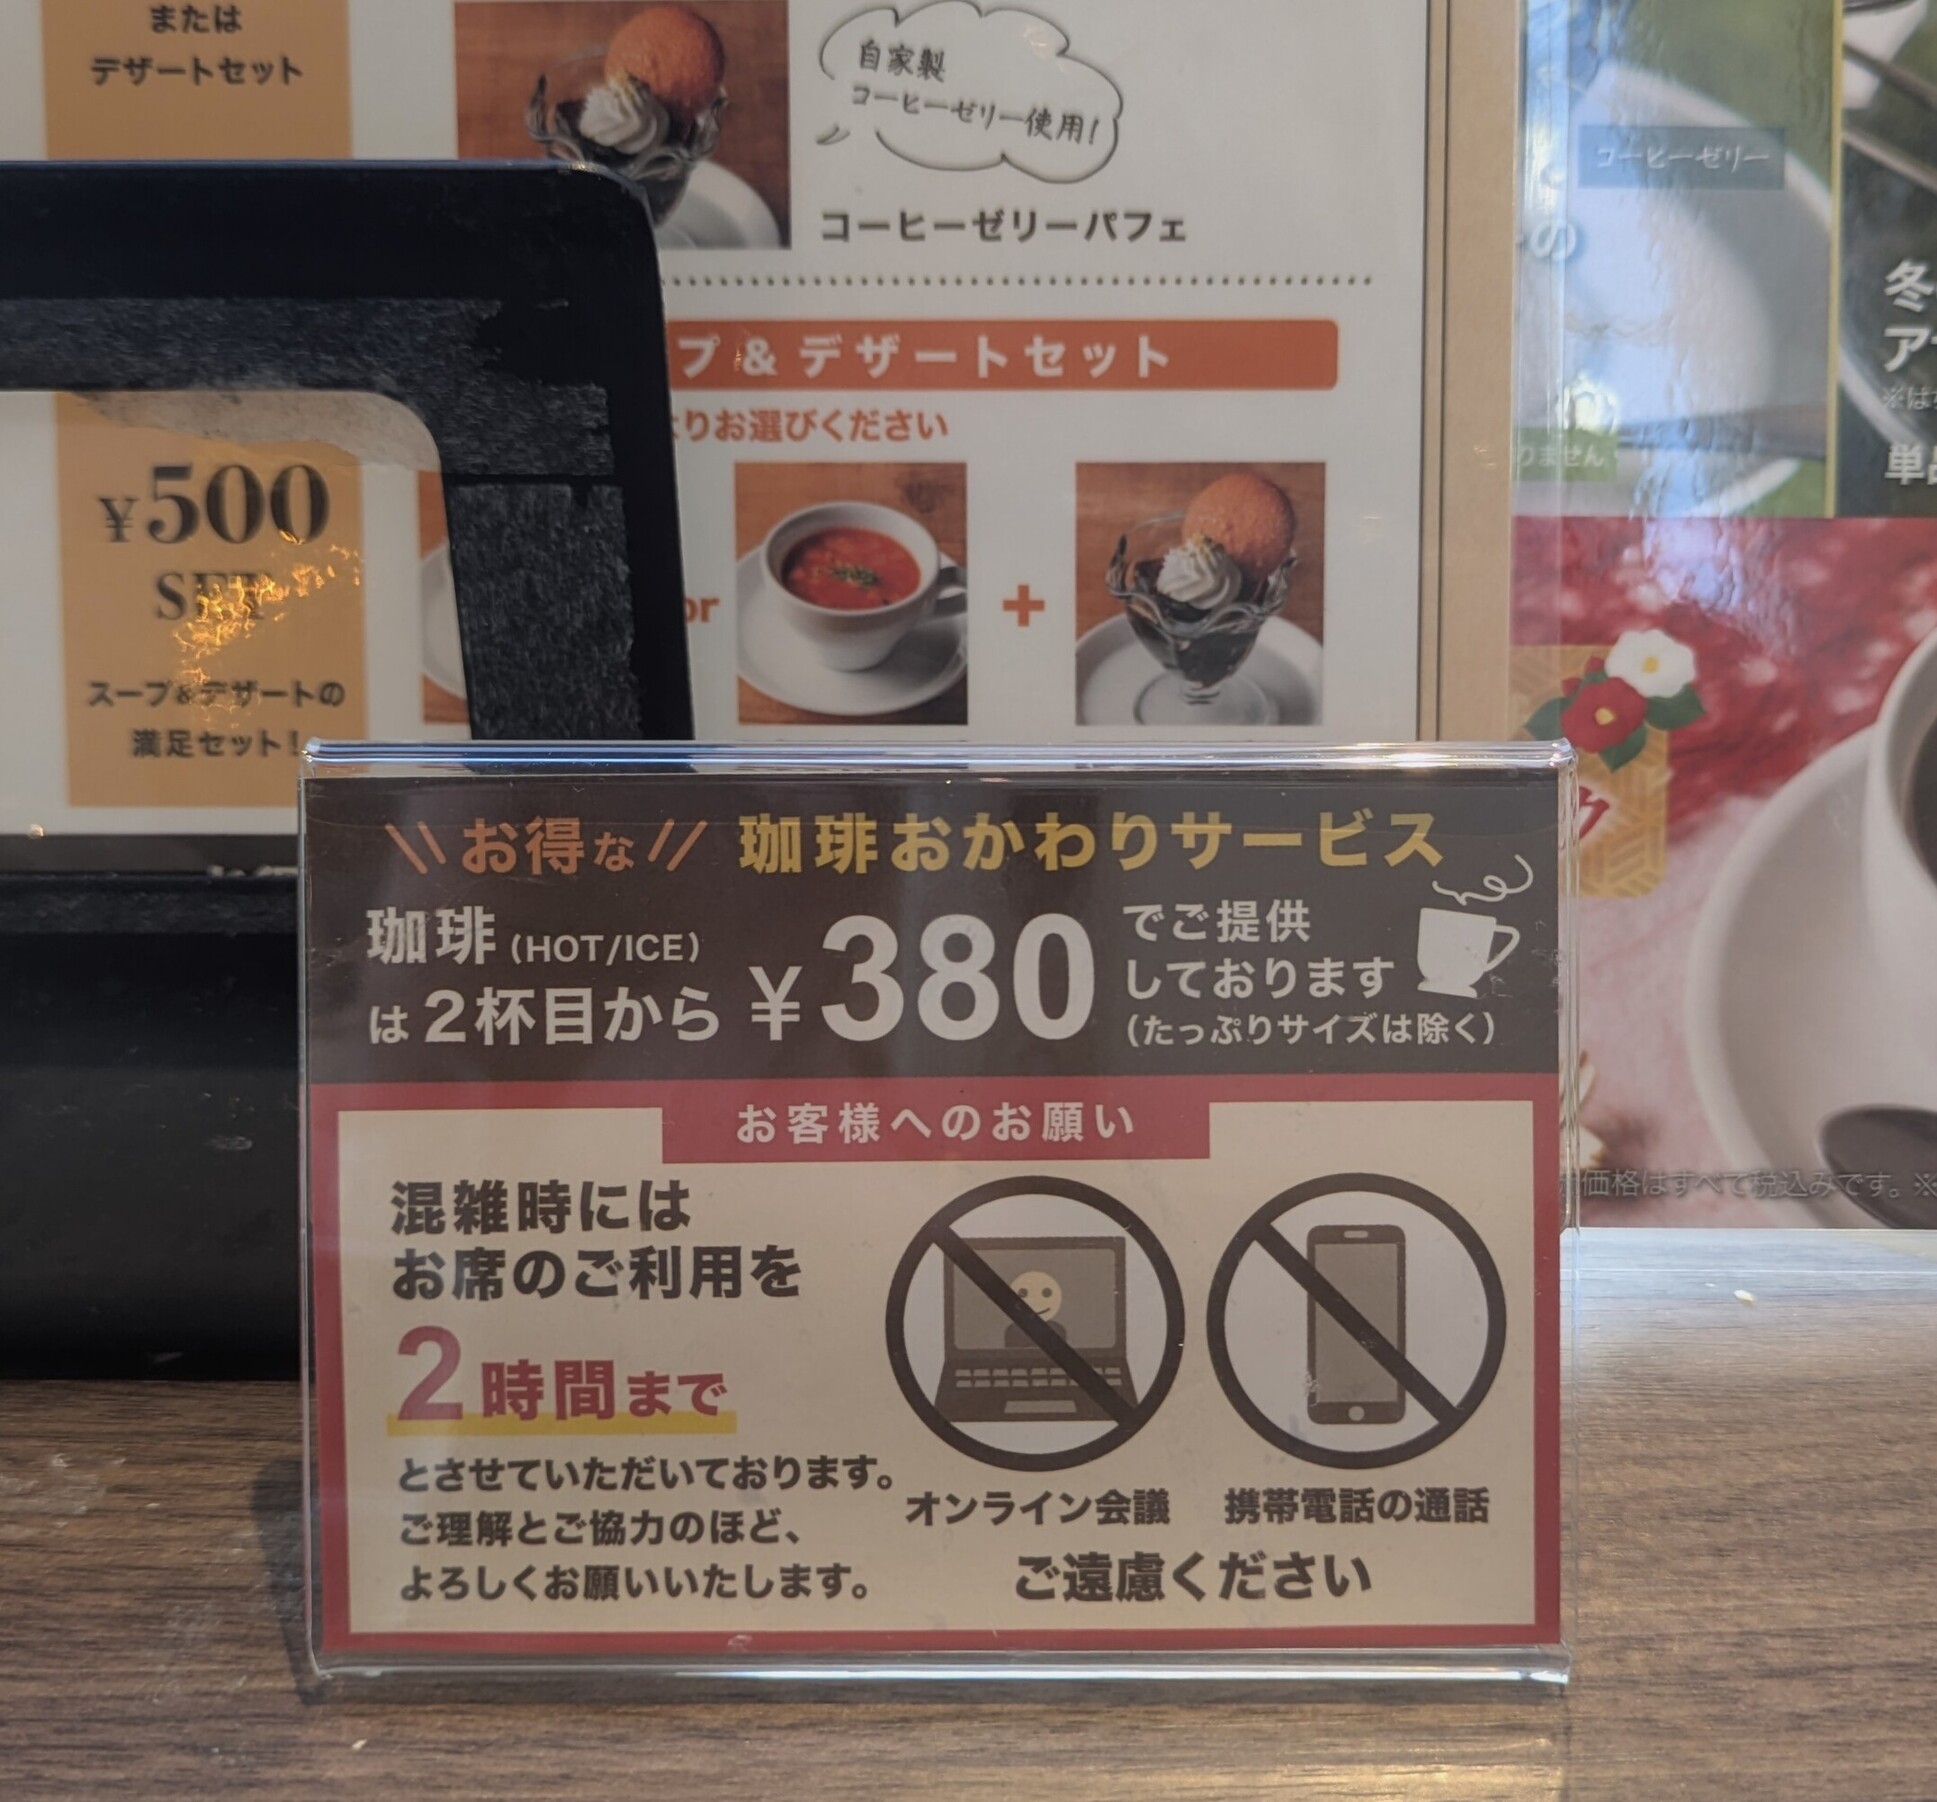 または
デザートセット
自家製
コーヒーゼリー使用!
コーヒーゼリーパフェ
プ & デザートセット
よりお選びください
¥500
SET
スープ&デザートの
満足セット!
or
+
コーヒーゼリー
の
りません
冬
ア
※は
単品
価格はすべて税込みです。※
\\ お得な // 珈琲おかわりサービス
珈琲 (HOT/ICE)
は2杯目から
¥380
でご提供
しております
(たっぷりサイズは除く)
お客様へのお願い
混雑時には
お席のご利用を
2時間まで
とさせていただいております。
ご理解とご協力のほど、
よろしくお願いいたします。
オンライン会議
携帯電話の通話
ご遠慮ください